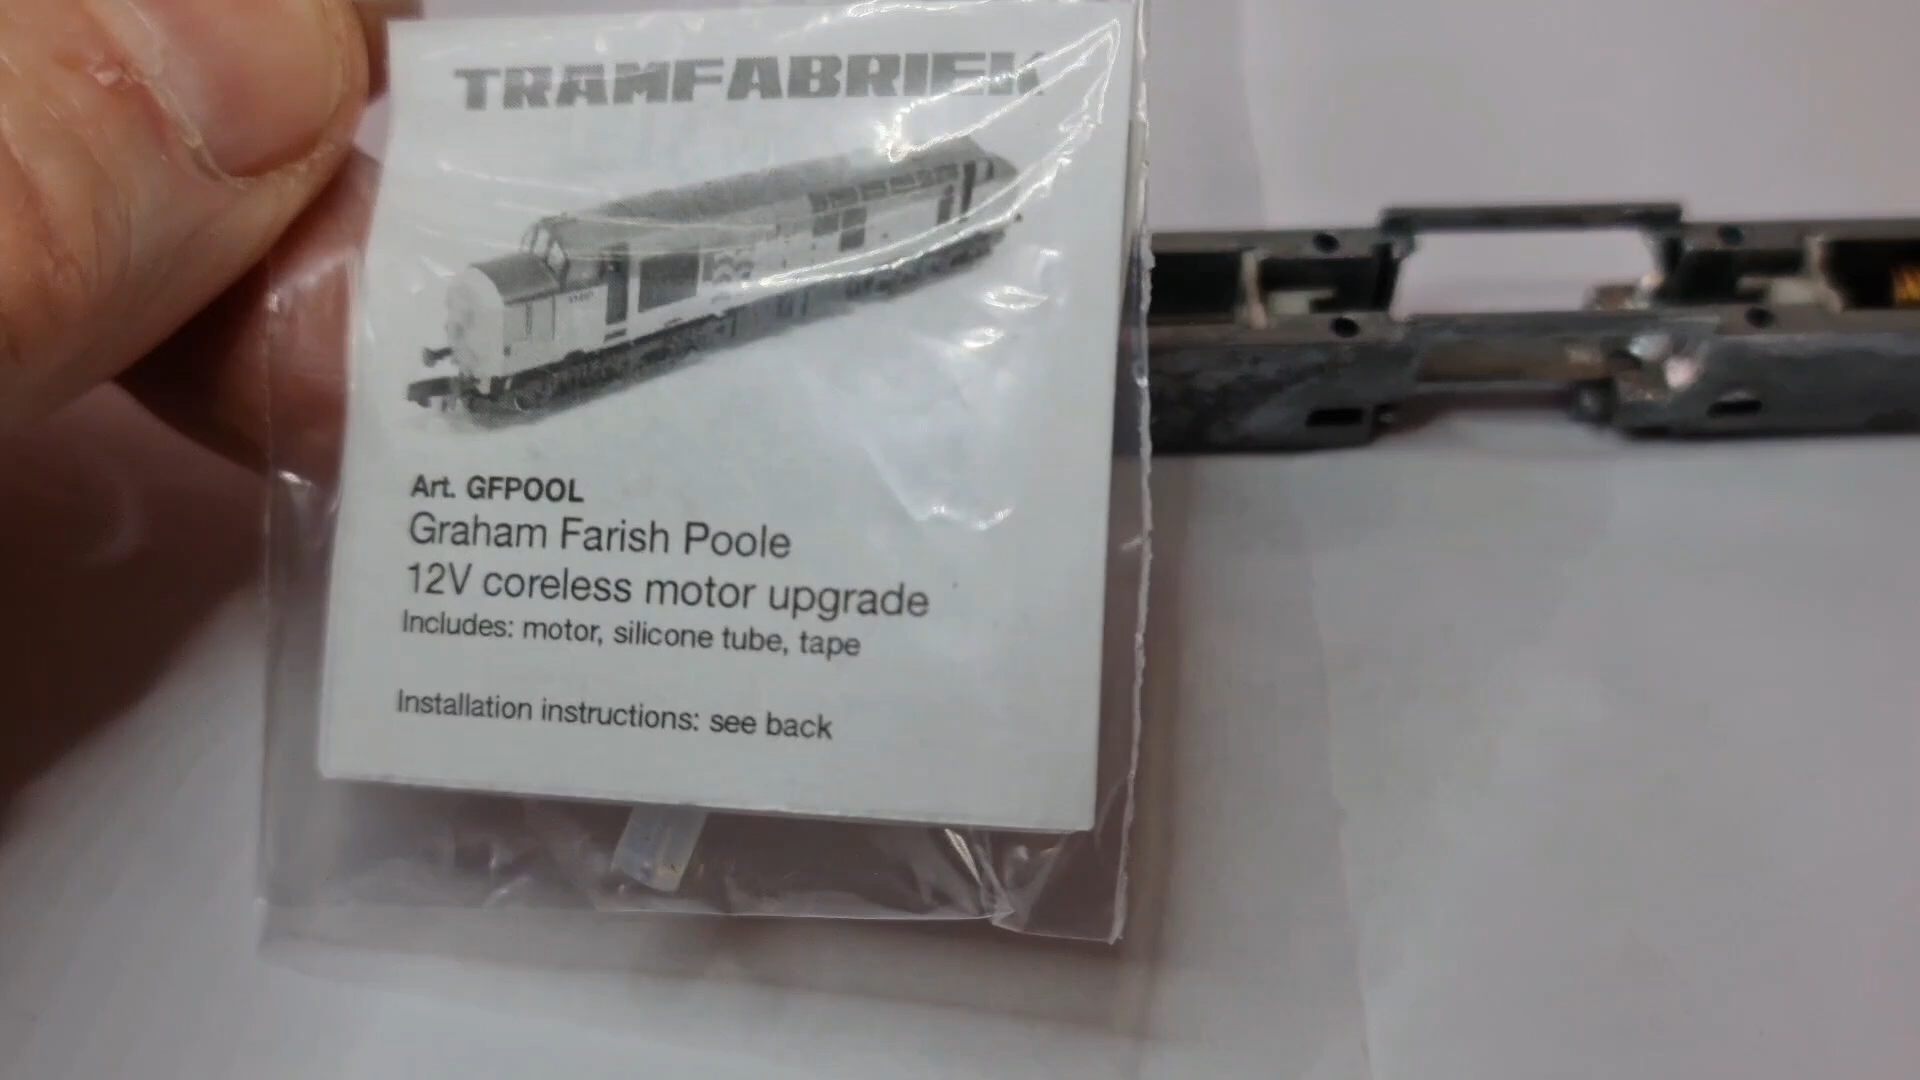 TRAMFABRIEK
Art. GFPOOL
Graham Farish Poole
12V coreless motor upgrade
Includes: motor, silicone tube, tape
Installation instructions: see back